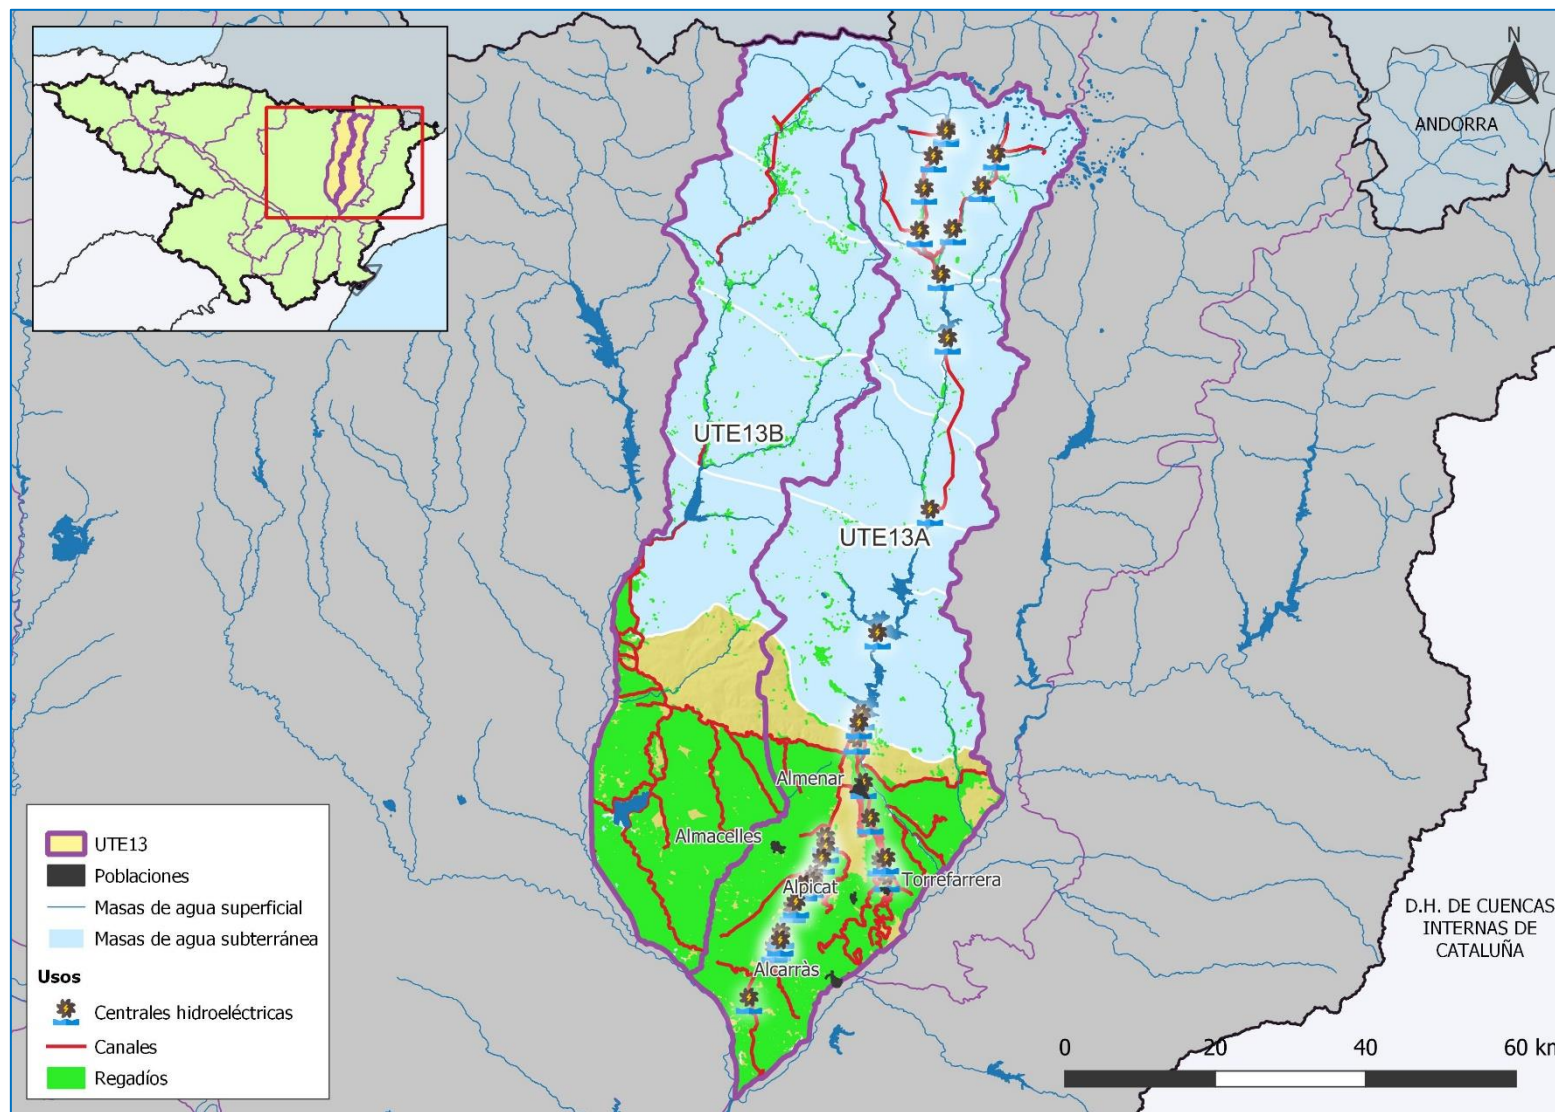 N
ANDORRA
UTE13B
UTE13A
Almenar
Almacelles
Alpicat
Torrefarrera
Alcarràs
D.H. DE CUENCAS
INTERNAS DE
CATALUÑA
UTE13
Poblaciones
Masas de agua superficial
Masas de agua subterránea
Usos
Centrales hidroeléctricas
Canales
Regadíos
0 20 40 60 km